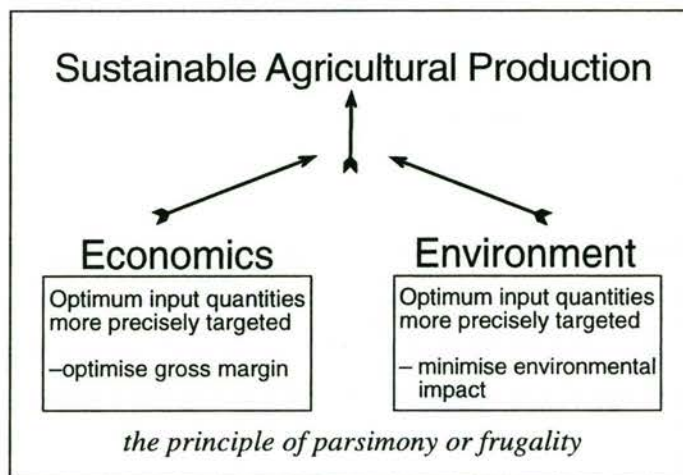 Sustainable Agricultural Production
Economics
Optimum input quantities
more precisely targeted
–optimise gross margin
Environment
Optimum input quantities
more precisely targeted
– minimise environmental
impact
the principle of parsimony or frugality